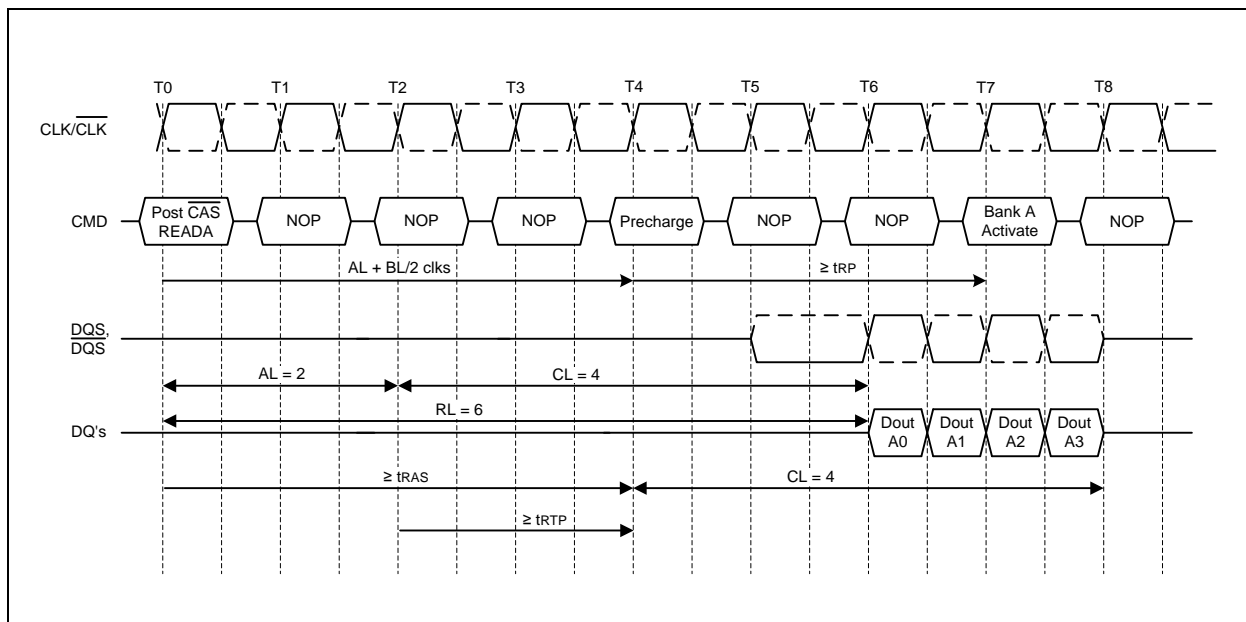 T0 T1 T2 T3 T4 T5 T6 T7 T8
CLK/CLK
CMD
Post CAS
READA
NOP
NOP
NOP
Precharge
NOP
NOP
Bank A
Activate
NOP
AL + BL/2 clks
≥ tRP
DQS,
DQS
AL = 2
CL = 4
RL = 6
DQ's
Dout
A0
Dout
A1
Dout
A2
Dout
A3
≥ tRAS
CL = 4
≥ tRTP